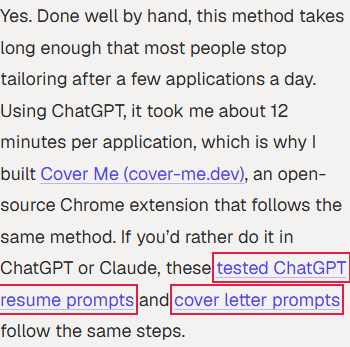 Yes. Done well by hand, this method takes
long enough that most people stop
tailoring after a few applications a day.
Using ChatGPT, it took me about 12
minutes per application, which is why I
built Cover Me (cover-me.dev), an open-
source Chrome extension that follows the
same method. If you’d rather do it in
ChatGPT or Claude, these tested ChatGPT
resume prompts and cover letter prompts
follow the same steps.